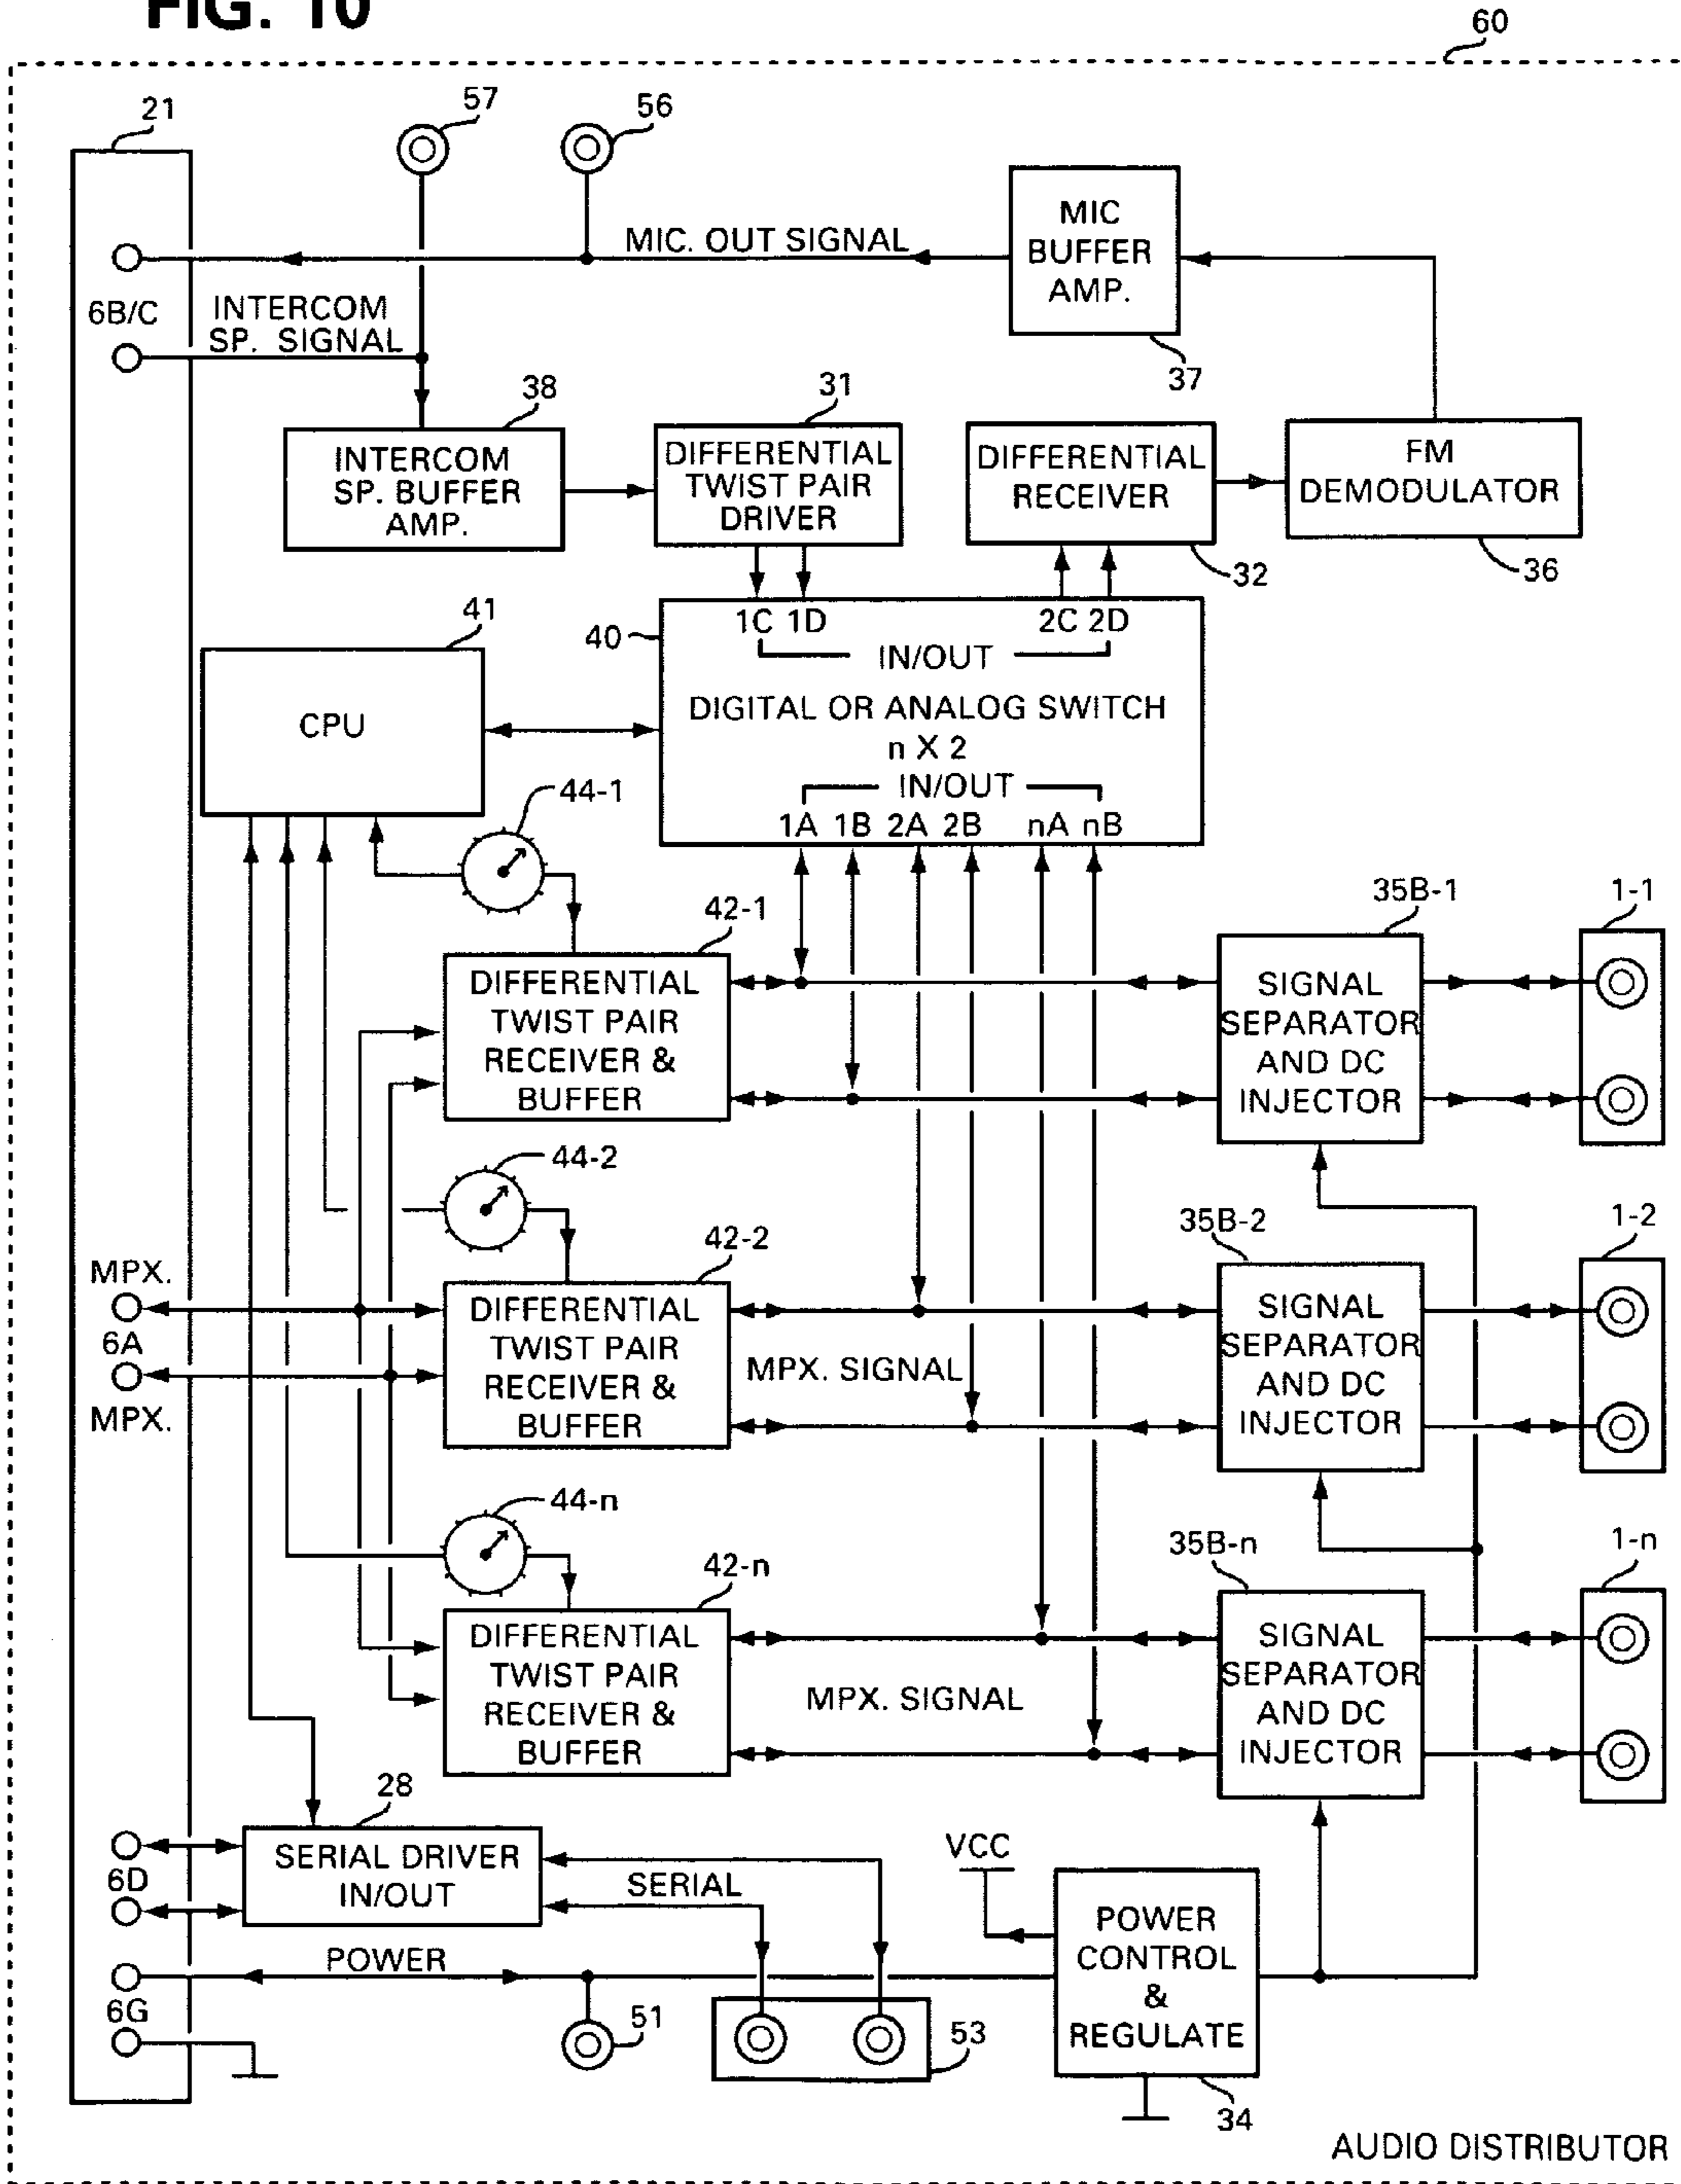 FIG. 10
60
57
56
21
MIC
BUFFER
AMP.
MIC. OUT SIGNAL
6B/C
INTERCOM
SP. SIGNAL
37
38
31
INTERCOM
SP. BUFFER
AMP.
DIFFERENTIAL
TWIST PAIR
DRIVER
DIFFERENTIAL
RECEIVER
FM
DEMODULATOR
32
36
41
40
1C 1D
2C 2D
IN/OUT
CPU
DIGITAL OR ANALOG SWITCH
n X 2
IN/OUT
1A 1B 2A 2B nA nB
44-1
42-1
35B-1
1-1
DIFFERENTIAL
TWIST PAIR
RECEIVER &
BUFFER
SIGNAL
SEPARATOR
AND DC
INJECTOR
44-2
42-2
35B-2
1-2
MPX.
6A
MPX.
DIFFERENTIAL
TWIST PAIR
RECEIVER &
BUFFER
MPX. SIGNAL
SIGNAL
SEPARATOR
AND DC
INJECTOR
44-n
42-n
35B-n
1-n
DIFFERENTIAL
TWIST PAIR
RECEIVER &
BUFFER
MPX. SIGNAL
SIGNAL
SEPARATOR
AND DC
INJECTOR
28
6D
SERIAL DRIVER
IN/OUT
SERIAL
VCC
POWER
CONTROL
&
REGULATE
POWER
6G
51
53
34
AUDIO DISTRIBUTOR